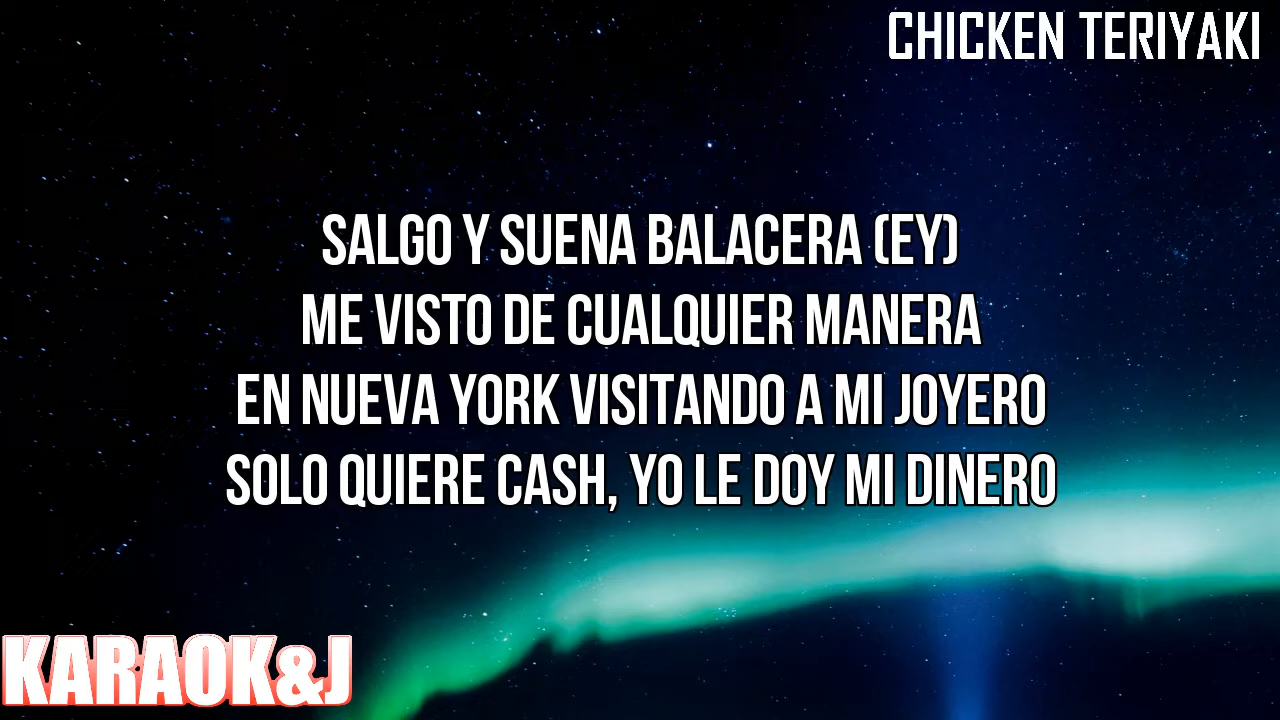 CHICKEN TERIYAKI
SALGO Y SUENA BALACERA (EY)
ME VISTO DE CUALQUIER MANERA
EN NUEVA YORK VISITANDO A MI JOYERO
SOLO QUIERE CASH, YO LE DOY MI DINERO
KARAOK&J